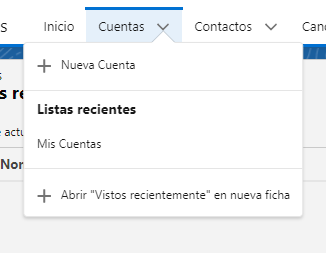 Inicio Cuentas Contactos
Nueva Cuenta
Listas recientes
Mis Cuentas
Abrir "Vistos recientemente" en nueva ficha